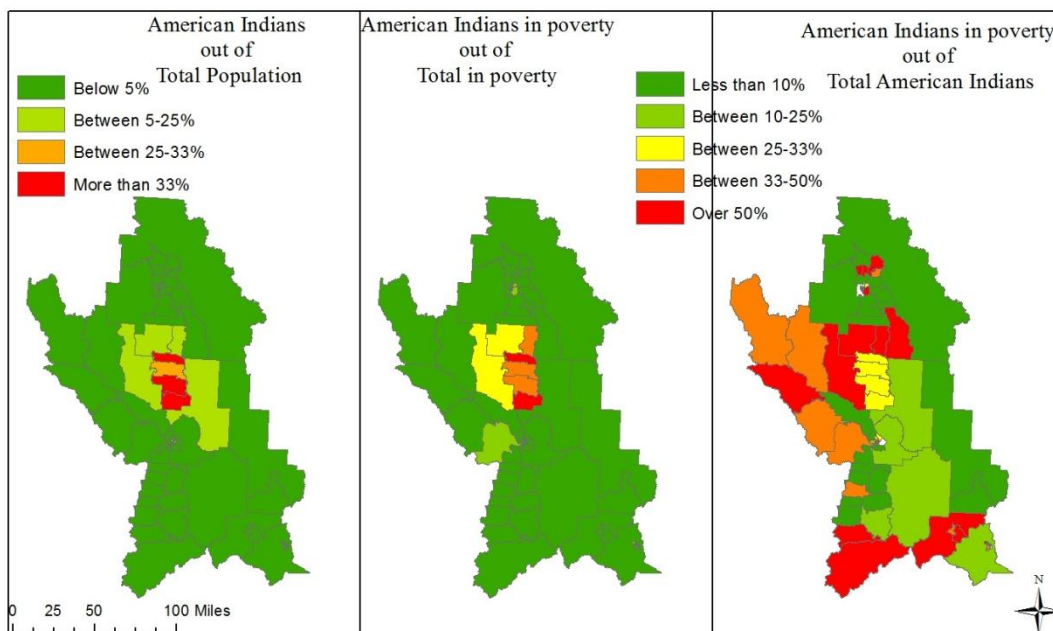 American Indians
out of
Total Population
Below 5%
Between 5-25%
Between 25-33%
More than 33%
0 25 50 100 Miles
American Indians in poverty
out of
Total in poverty
American Indians in poverty
out of
Total American Indians
Less than 10%
Between 10-25%
Between 25-33%
Between 33-50%
Over 50%
N